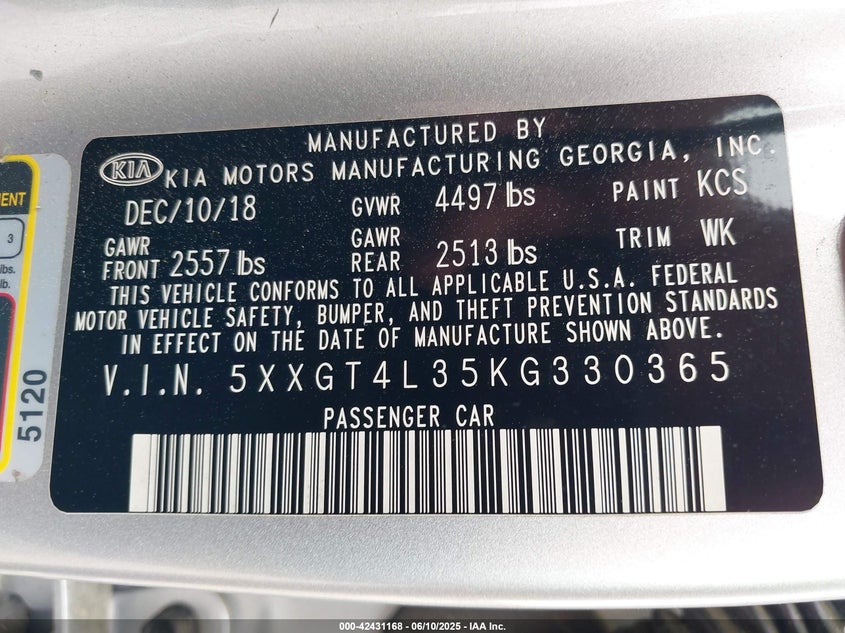 MANUFACTURED BY
KIA KIA MOTORS MANUFACTURING GEORGIA, INC.
DEC/10/18 GVWR 4497 lbs PAINT KCS
GAWR FRONT 2557 lbs GAWR REAR 2513 lbs TRIM WK
THIS VEHICLE CONFORMS TO ALL APPLICABLE U.S.A. FEDERAL
MOTOR VEHICLE SAFETY, BUMPER, AND THEFT PREVENTION STANDARDS
IN EFFECT ON THE DATE OF MANUFACTURE SHOWN ABOVE.
V.I.N. 5XXGT4L35KG330365
PASSENGER CAR
3
lbs.
lb.
5120
000-42431168 - 06/10/2025 - IAA Inc.